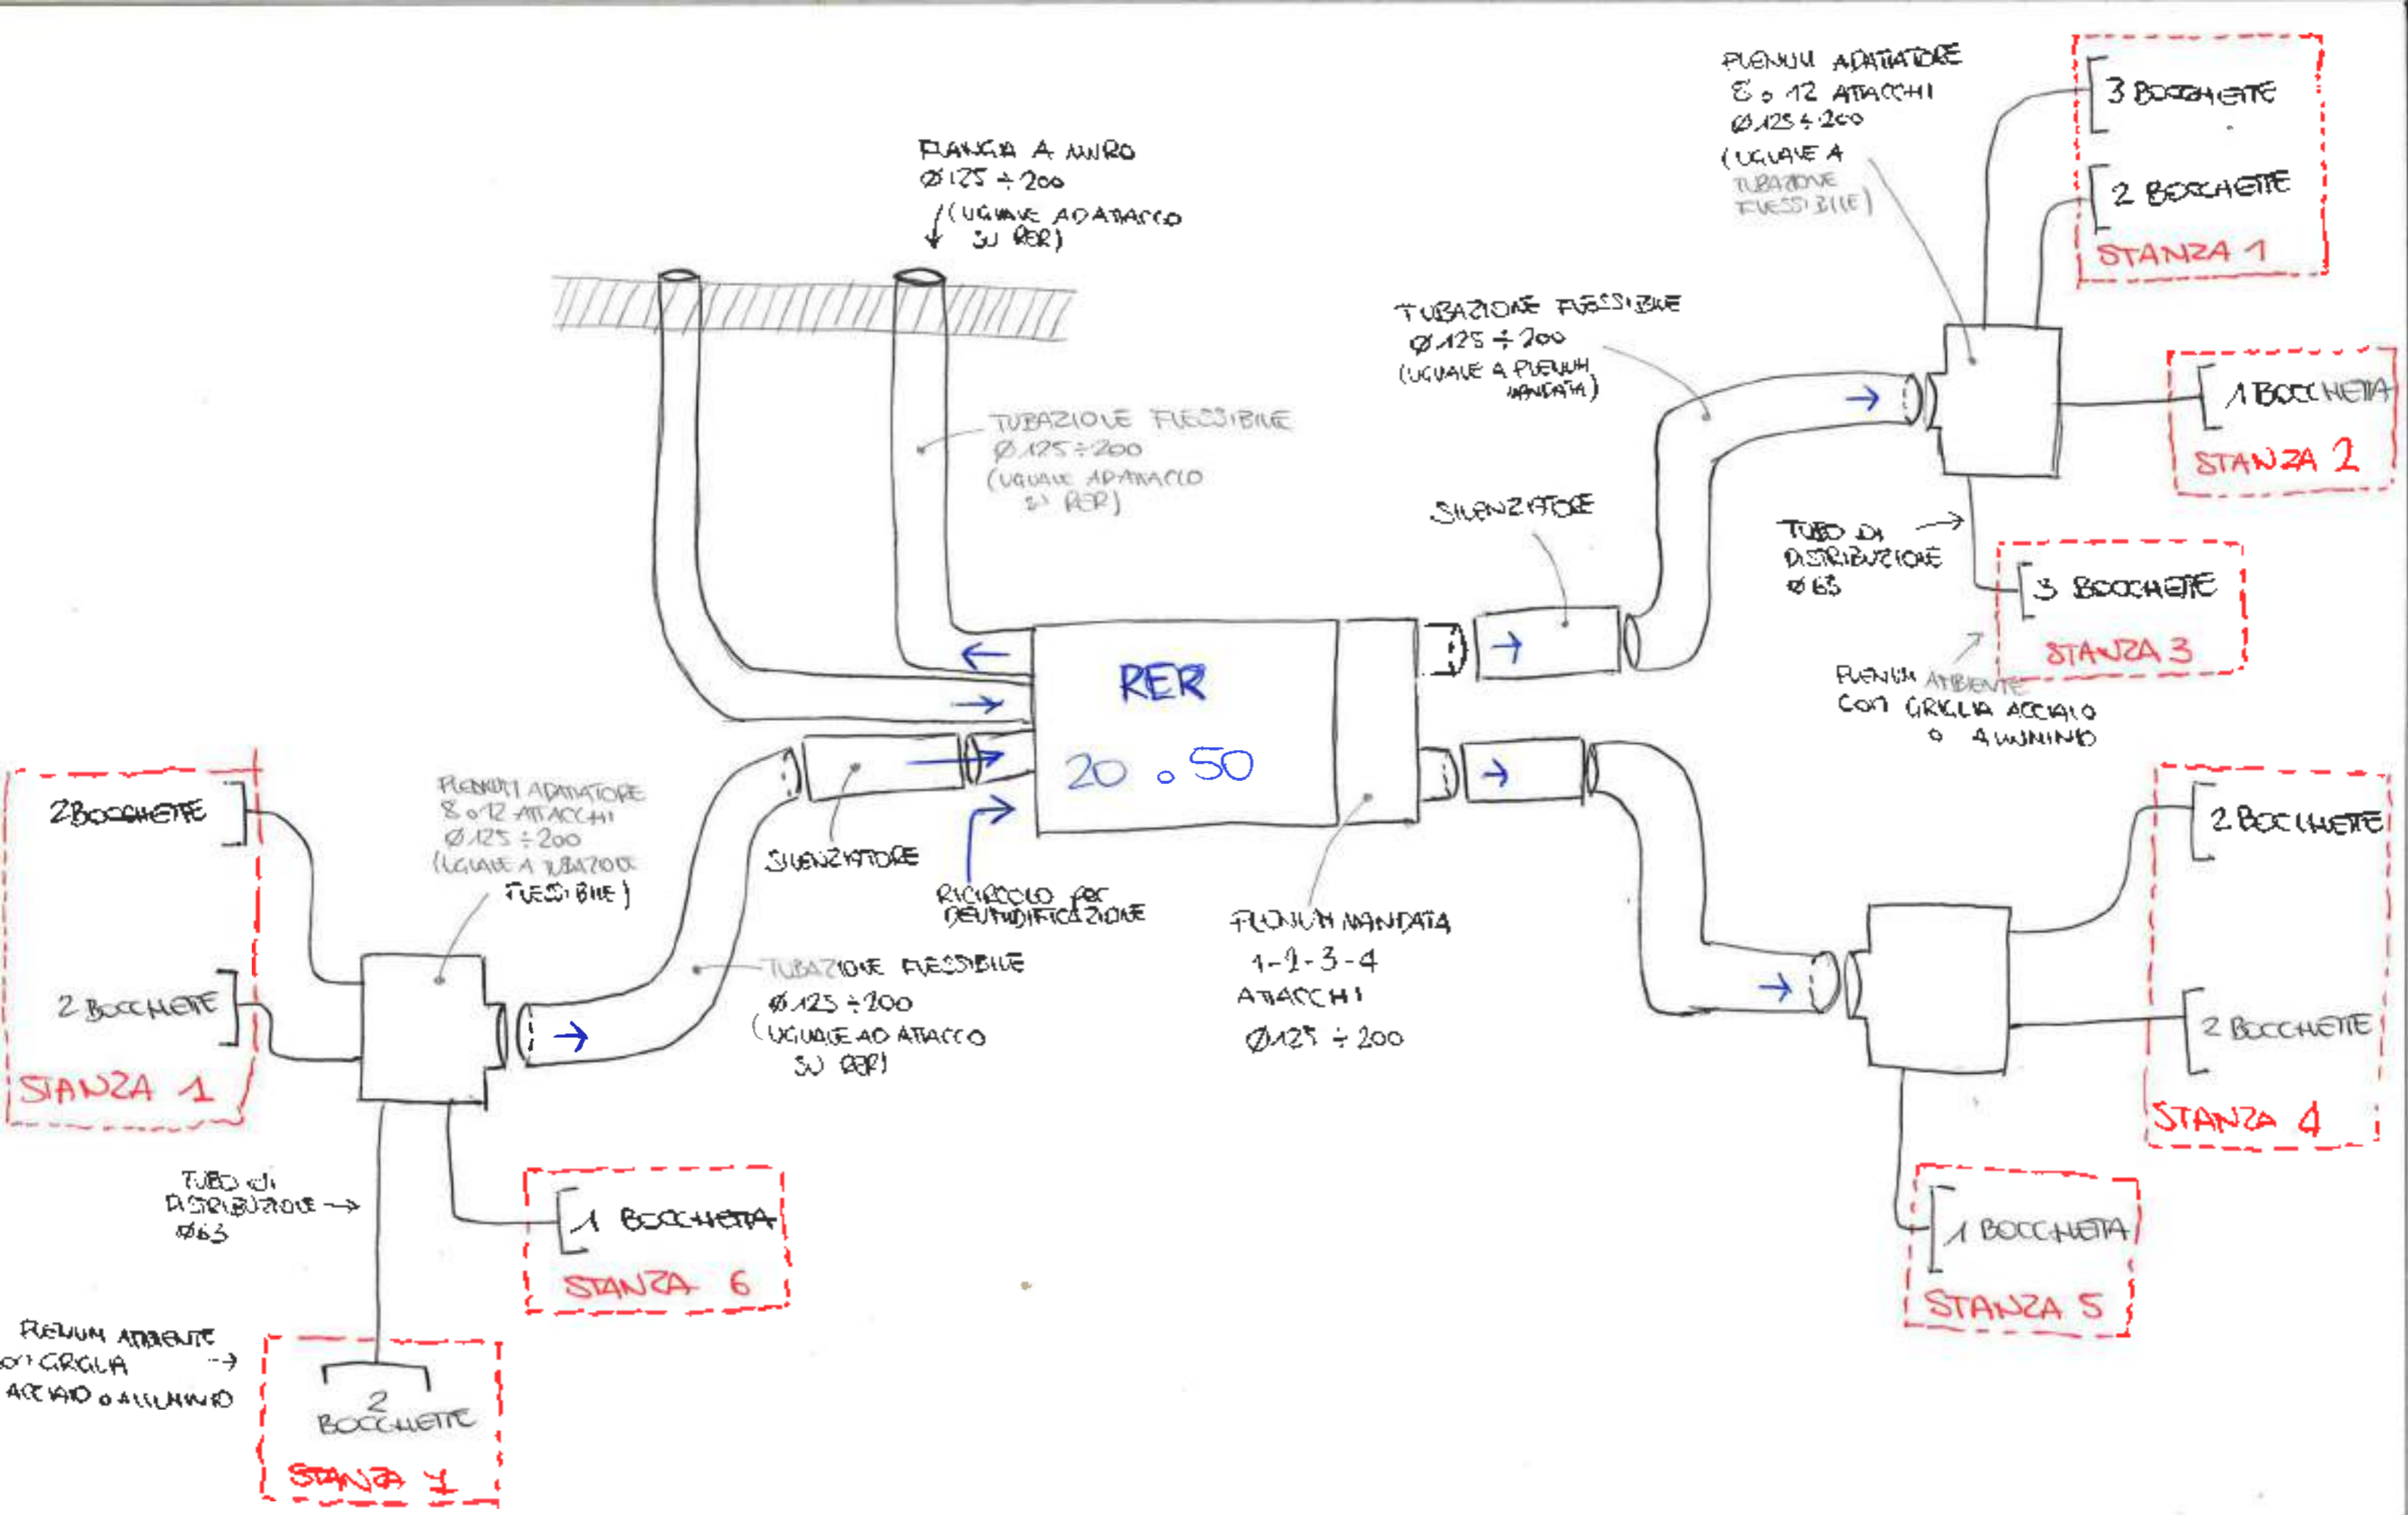 FLANGIA A MURO
Ø125 ÷ 200
(UGUALE AD ATTACCO
SU RER)
PLENUM ADATTATORE
8 o 12 ATTACCHI
Ø125 ÷ 200
(UGUALE A
TUBAZIONE
FLESSIBILE)
3 BOCCHETTE
2 BOCCHETTE
STANZA 1
TUBAZIONE FLESSIBILE
Ø125 ÷ 200
(UGUALE A PLENUM
MANDATA)
1 BOCCHETTA
STANZA 2
TUBAZIONE FLESSIBILE
Ø125 ÷ 200
(UGUALE AD ATTACCO
SU RER)
SILENZIATORE
TUBO DI
DISTRIBUZIONE
Ø63
3 BOCCHETTE
STANZA 3
PLENUM AMBIENTE
CON GRIGLIA ACCIAIO
O ALLUMINIO
RER
20 o 50
2 BOCCHETTE
2 BOCCHETTE
STANZA 1
PLENUM ADATTATORE
8 o 12 ATTACCHI
Ø125 ÷ 200
(UGUALE A TUBAZIONE
FLESSIBILE)
SILENZIATORE
RICIRCOLO per
DEUMIDIFICAZIONE
TUBAZIONE FLESSIBILE
Ø125 ÷ 200
(UGUALE AD ATTACCO
SU RER)
PLENUM MANDATA
1-2-3-4
ATTACCHI
Ø125 ÷ 200
2 BOCCHETTE
2 BOCCHETTE
STANZA 4
1 BOCCHETTA
STANZA 5
TUBO di
DISTRIBUZIONE
Ø63
1 BOCCHETTA
STANZA 6
PLENUM AMBIENTE
con GRIGLIA
ACCIAIO o ALLUMINIO
2
BOCCHETTE
STANZA